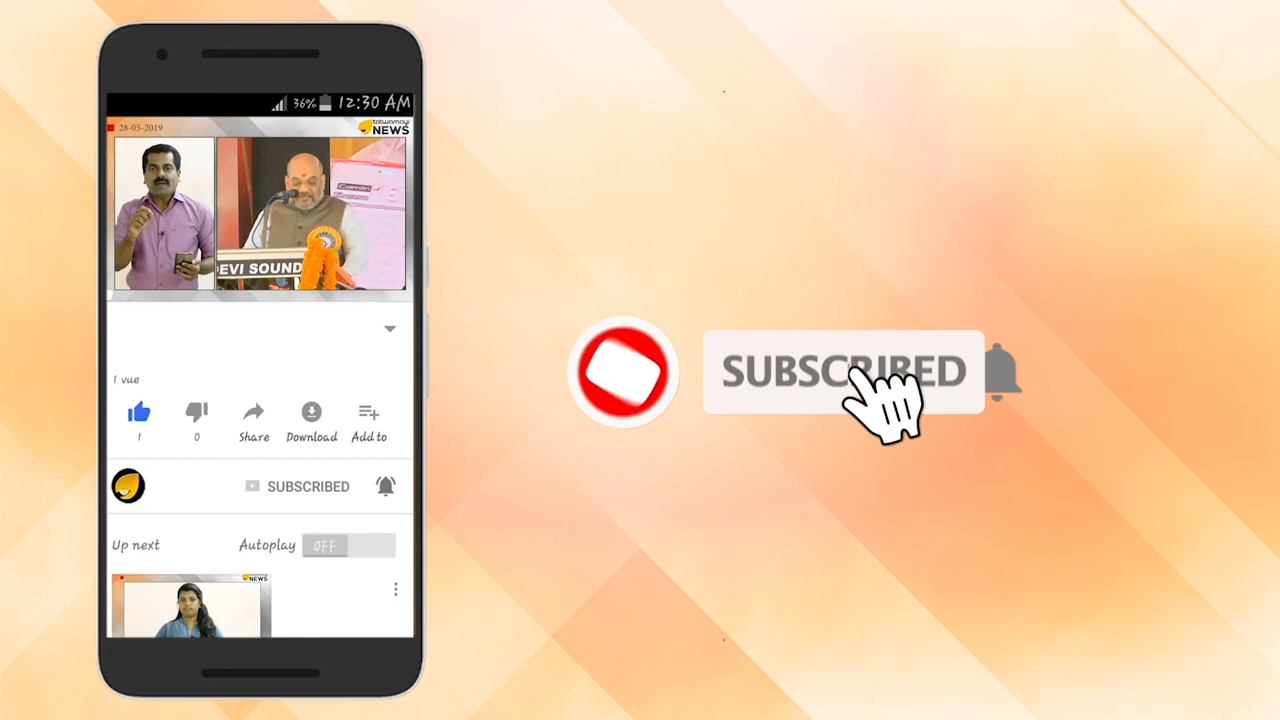 36% 12:30 AM
28-05-2019
tatwamayi
NEWS
DEVI SOUND
1 vue
1
0
Share
Download
Add to
SUBSCRIBED
Up next
Autoplay
OFF
NEWS
SUBSCRIBED